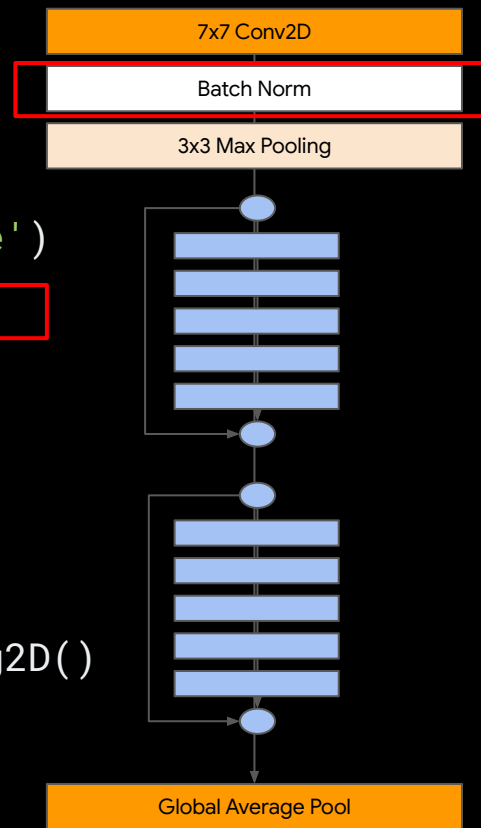 7x7 Conv2D
Batch Norm
3x3 Max Pooling
e')
g2D()
Global Average Pool